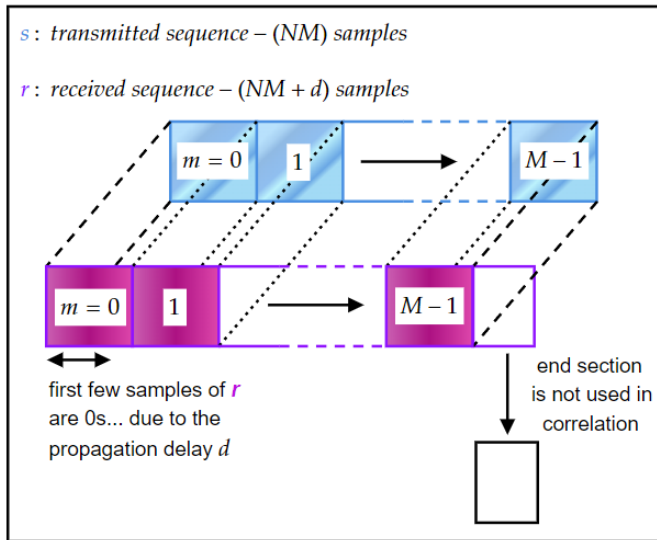 s : transmitted sequence – (NM) samples
r : received sequence – (NM + d) samples
m = 0
1
M – 1
m = 0
1
M – 1
first few samples of r
are 0s... due to the
propagation delay d
end section
is not used in
correlation